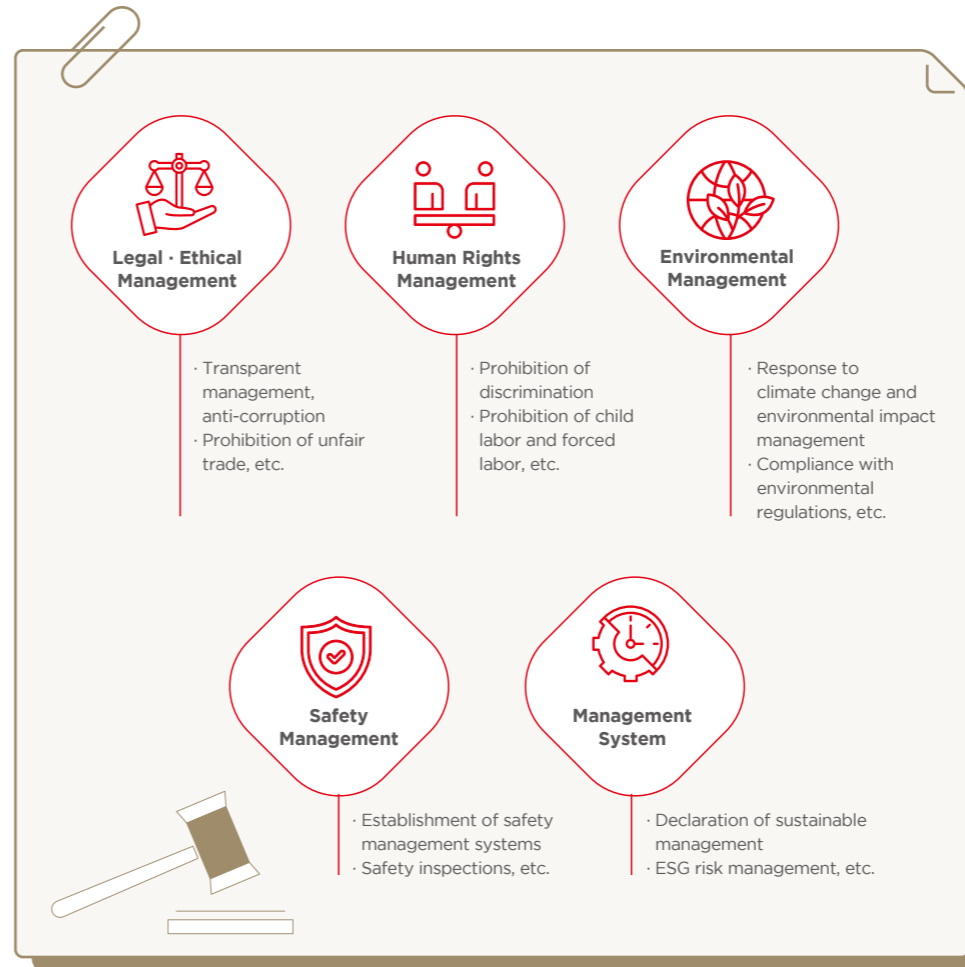 Legal · Ethical
Management
· Transparent
management,
anti-corruption
· Prohibition of unfair
trade, etc.
Human Rights
Management
· Prohibition of
discrimination
· Prohibition of child
labor and forced
labor, etc.
Environmental
Management
· Response to
climate change and
environmental impact
management
· Compliance with
environmental
regulations, etc.
Safety
Management
· Establishment of safety
management systems
· Safety inspections, etc.
Management
System
· Declaration of sustainable
management
· ESG risk management, etc.